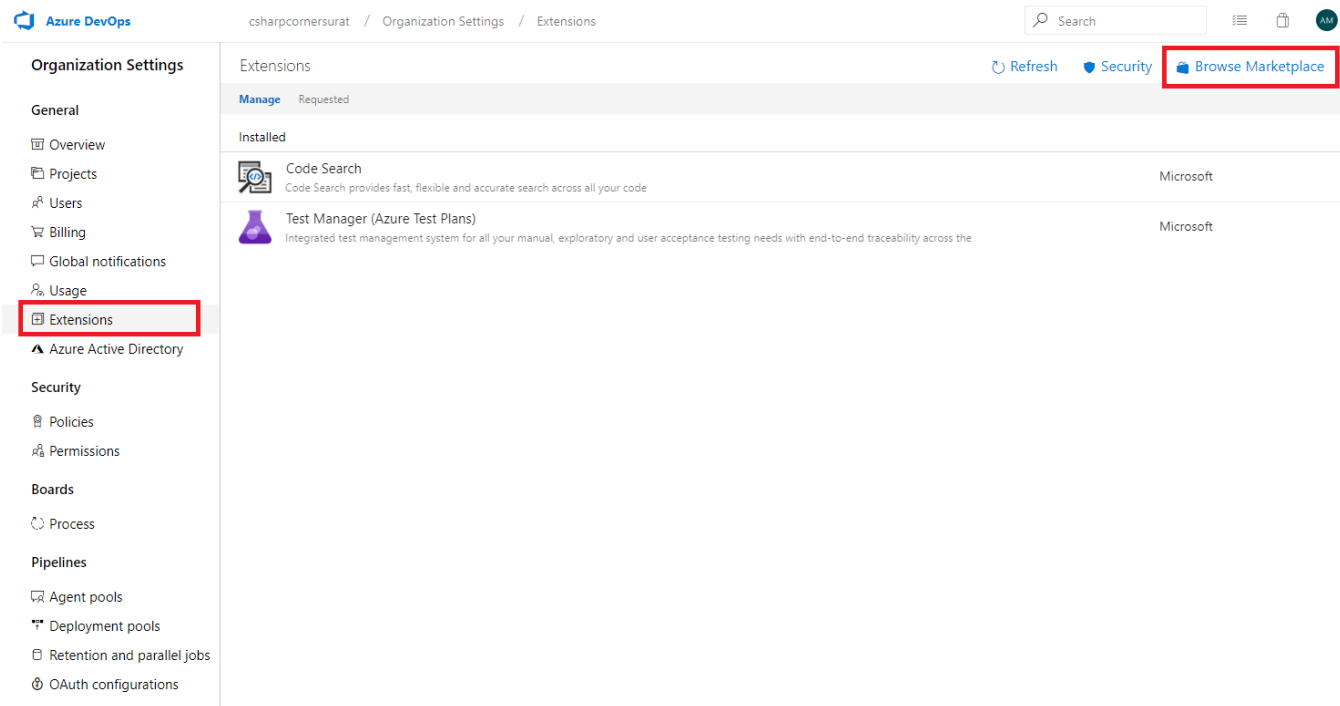 Azure DevOps
csharpcornersurat / Organization Settings / Extensions
Search
AM
Organization Settings
General
Overview
Projects
Users
Billing
Global notifications
Usage
Extensions
Azure Active Directory
Security
Policies
Permissions
Boards
Process
Pipelines
Agent pools
Deployment pools
Retention and parallel jobs
OAuth configurations
Extensions
Refresh
Security
Browse Marketplace
Manage
Requested
Installed
Code Search
Code Search provides fast, flexible and accurate search across all your code
Microsoft
Test Manager (Azure Test Plans)
Integrated test management system for all your manual, exploratory and user acceptance testing needs with end-to-end traceability across the
Microsoft